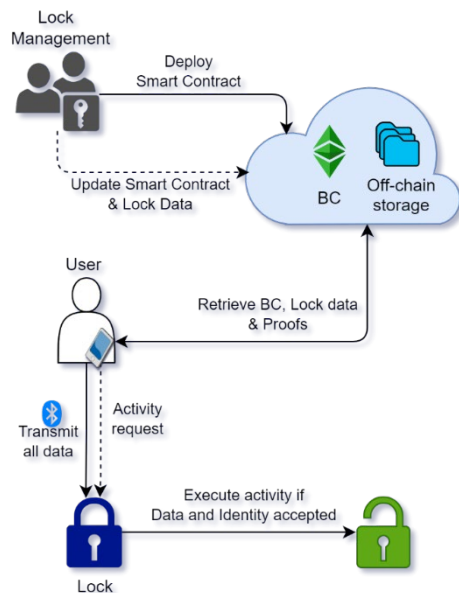 Lock
Management
Deploy
Smart Contract
Update Smart Contract
& Lock Data
BC
Off-chain
storage
User
Retrieve BC, Lock data
& Proofs
Transmit
all data
Activity
request
Execute activity if
Data and Identity accepted
Lock